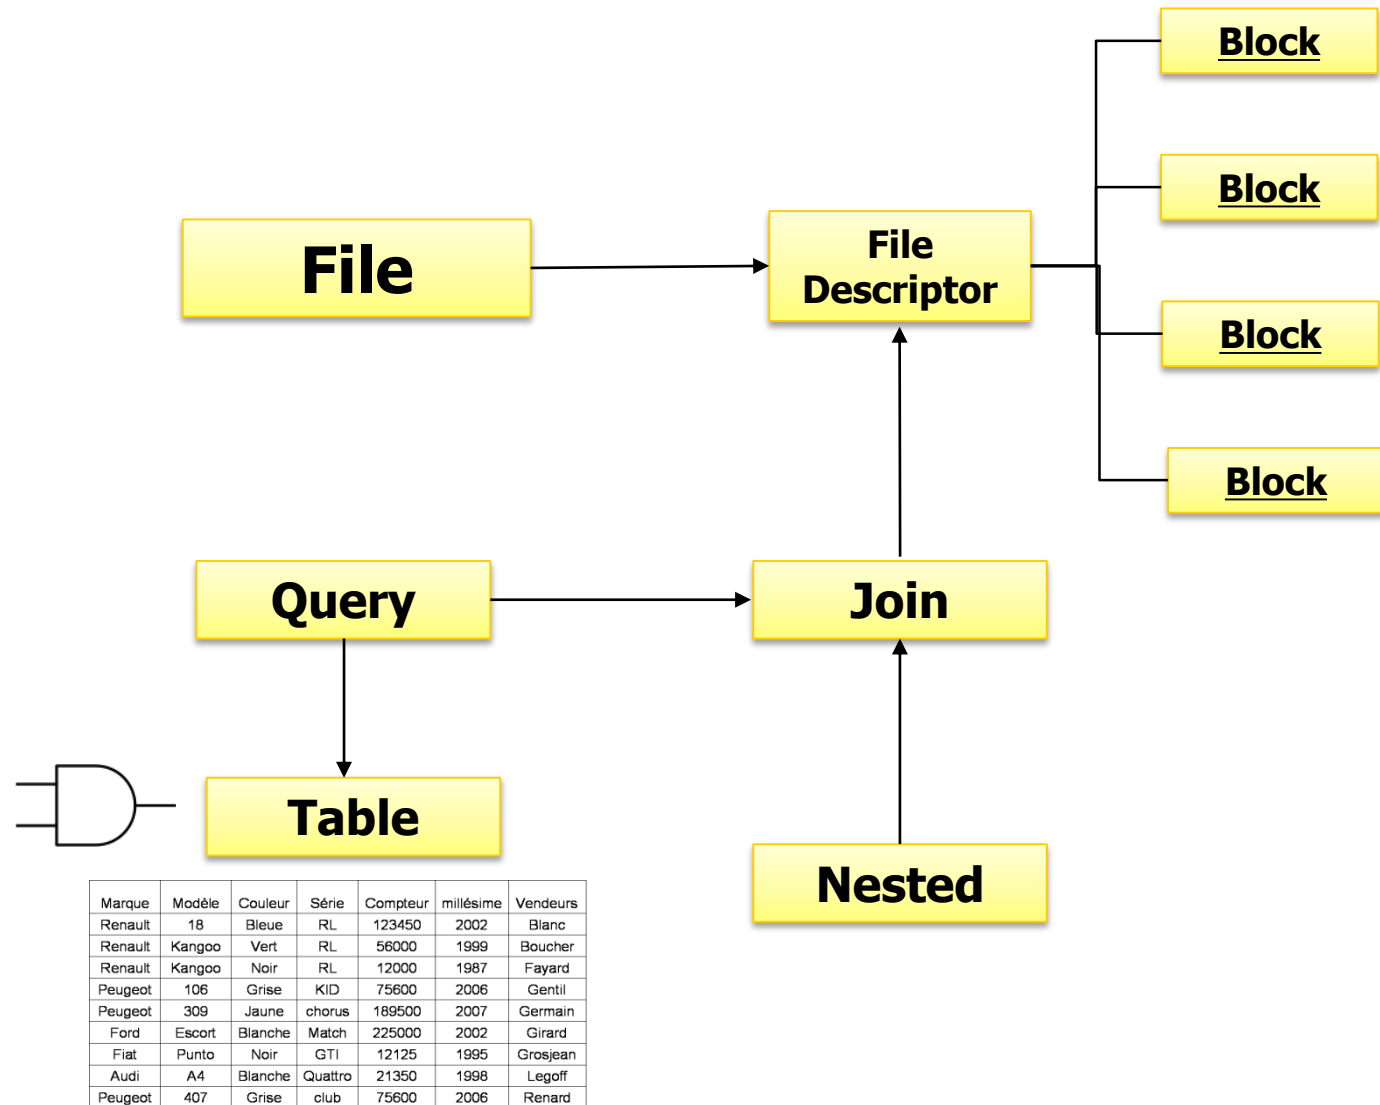 Block
Block
File
File
Descriptor
Block
Block
Query
Join
Table
Nested
Marque Modèle Couleur Série Compteur millésime Vendeurs
Renault 18 Bleue RL 123450 2002 Blanc
Renault Kangoo Vert RL 56000 1999 Boucher
Renault Kangoo Noir RL 12000 1987 Fayard
Peugeot 106 Grise KID 75600 2006 Gentil
Peugeot 309 Jaune chorus 189500 2007 Germain
Ford Escort Blanche Match 225000 2002 Girard
Fiat Punto Noir GTI 12125 1995 Grosjean
Audi A4 Blanche Quattro 21350 1998 Legoff
Peugeot 407 Grise club 75600 2006 Renard